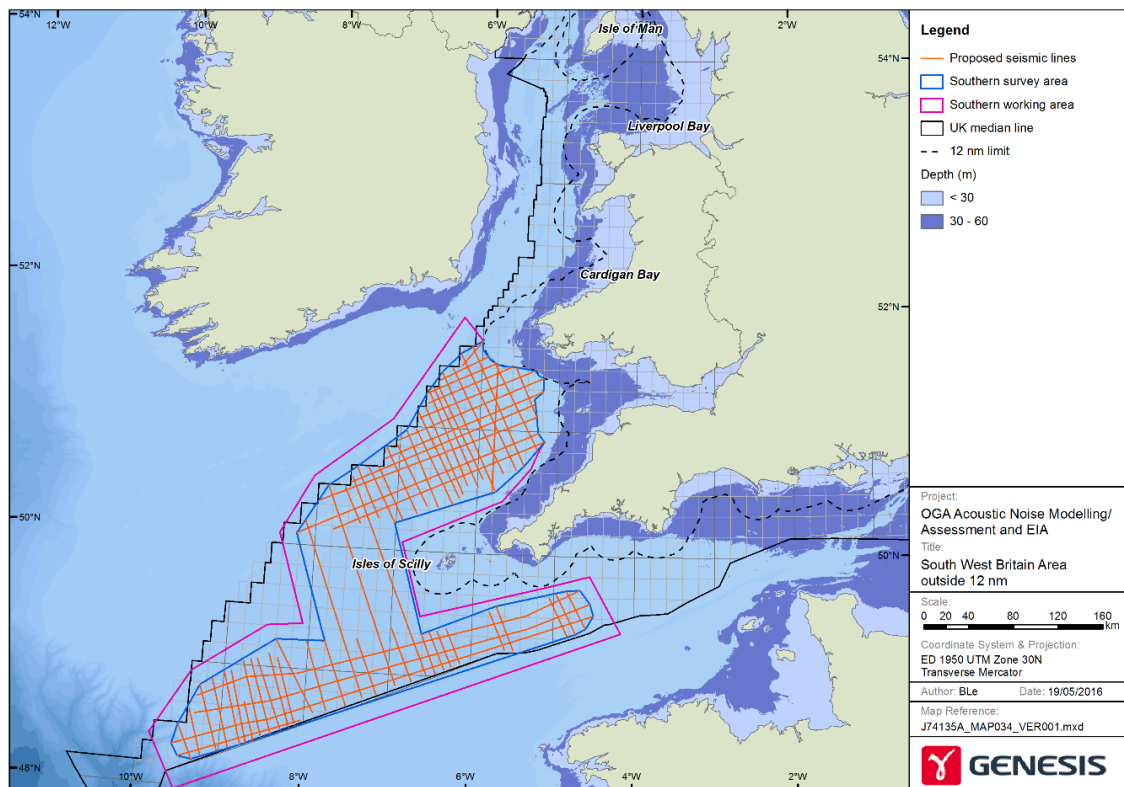 54°N
12°W
10°W
8°W
6°W
4°W
2°W
Isle of Man
54°N
Liverpool Bay
52°N
Cardigan Bay
52°N
50°N
Isles of Scilly
50°N
48°N
10°W
8°W
6°W
4°W
2°W
Legend
Proposed seismic lines
Southern survey area
Southern working area
UK median line
12 nm limit
Depth (m)
< 30
30 - 60
Project:
OGA Acoustic Noise Modelling/
Assessment and EIA
Title:
South West Britain Area
outside 12 nm
Scale:
0 20 40 80 120 160
km
Coordinate System & Projection:
ED 1950 UTM Zone 30N
Transverse Mercator
Author: BLe Date: 19/05/2016
Map Reference:
J74135A_MAP034_VER001.mxd
GENESIS